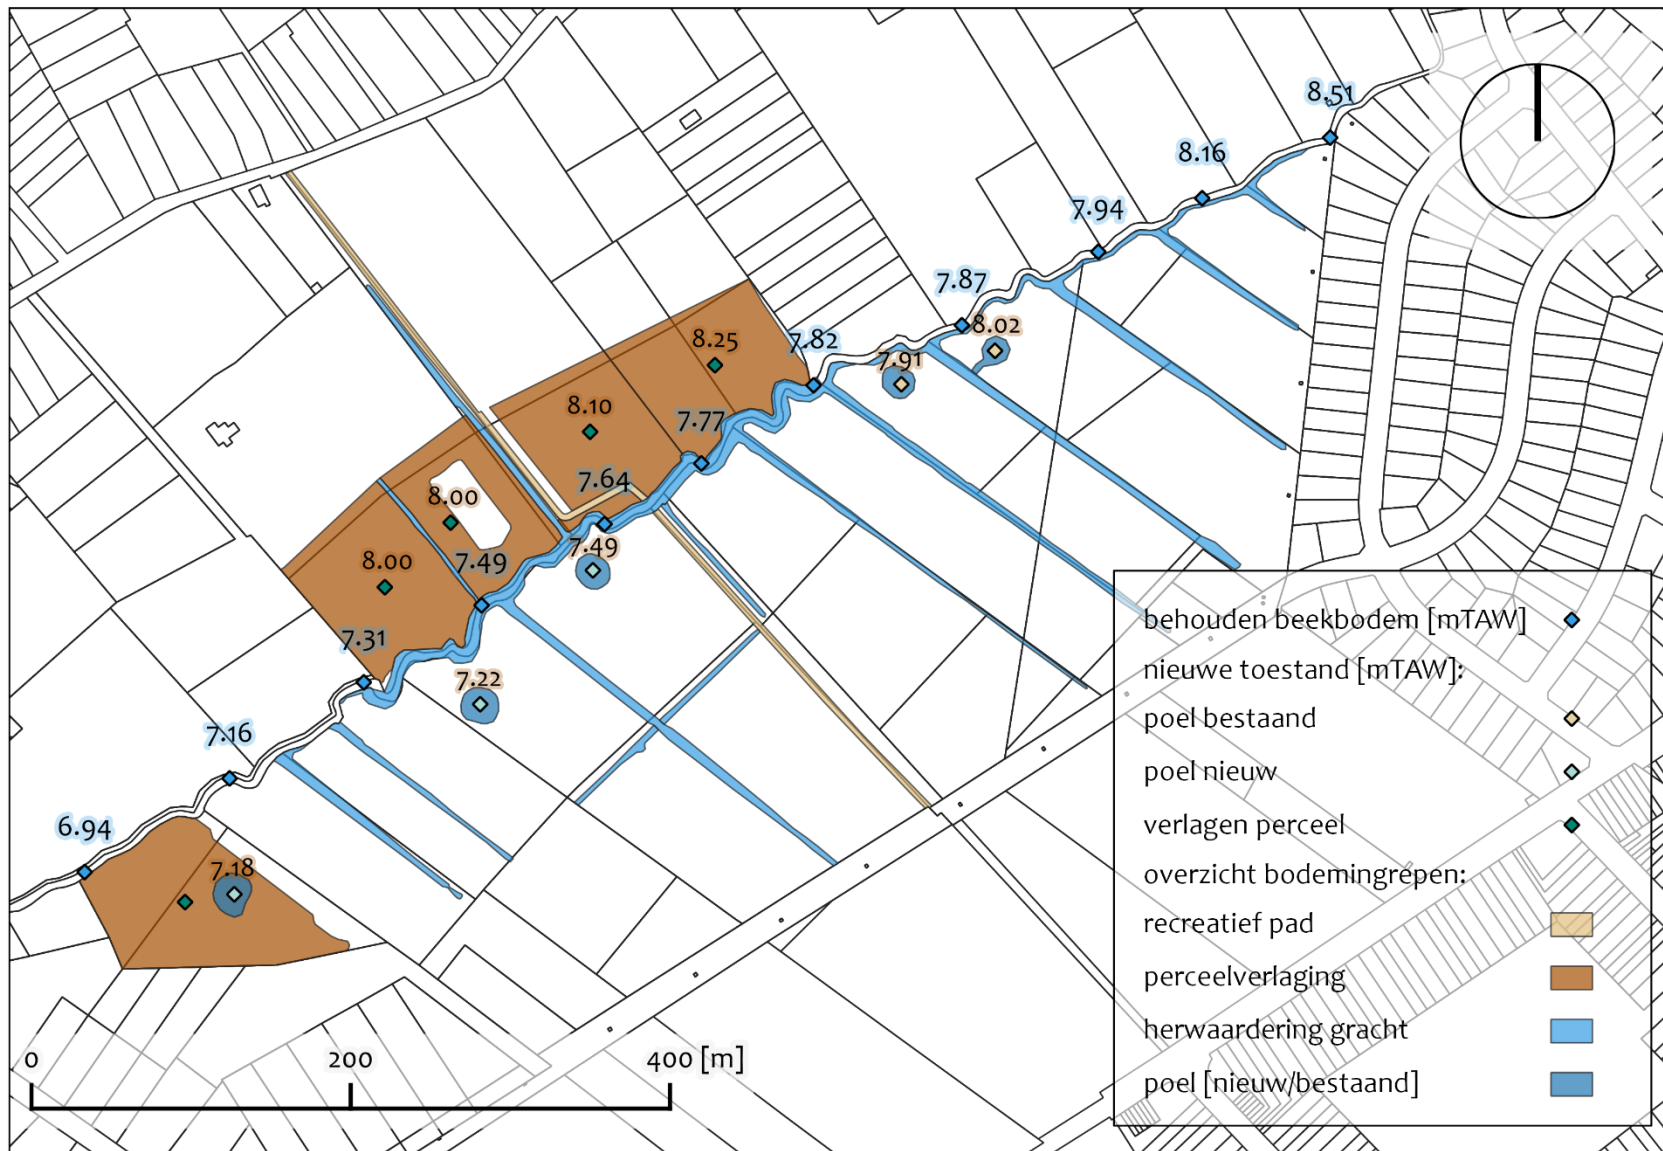 8.51
8.16
7.94
7.87
8.02
7.82
7.91
8.25
7.77
8.10
7.64
8.00
7.49
7.49
8.00
7.31
7.22
7.16
6.94
7.18
0 200 400 [m]
behouden beekbodem [mTAW]
nieuwe toestand [mTAW]:
poel bestaand
poel nieuw
verlagen perceel
overzicht bodemingrepen:
recreatief pad
perceelverlaging
herwaardering gracht
poel [nieuw/bestaand]